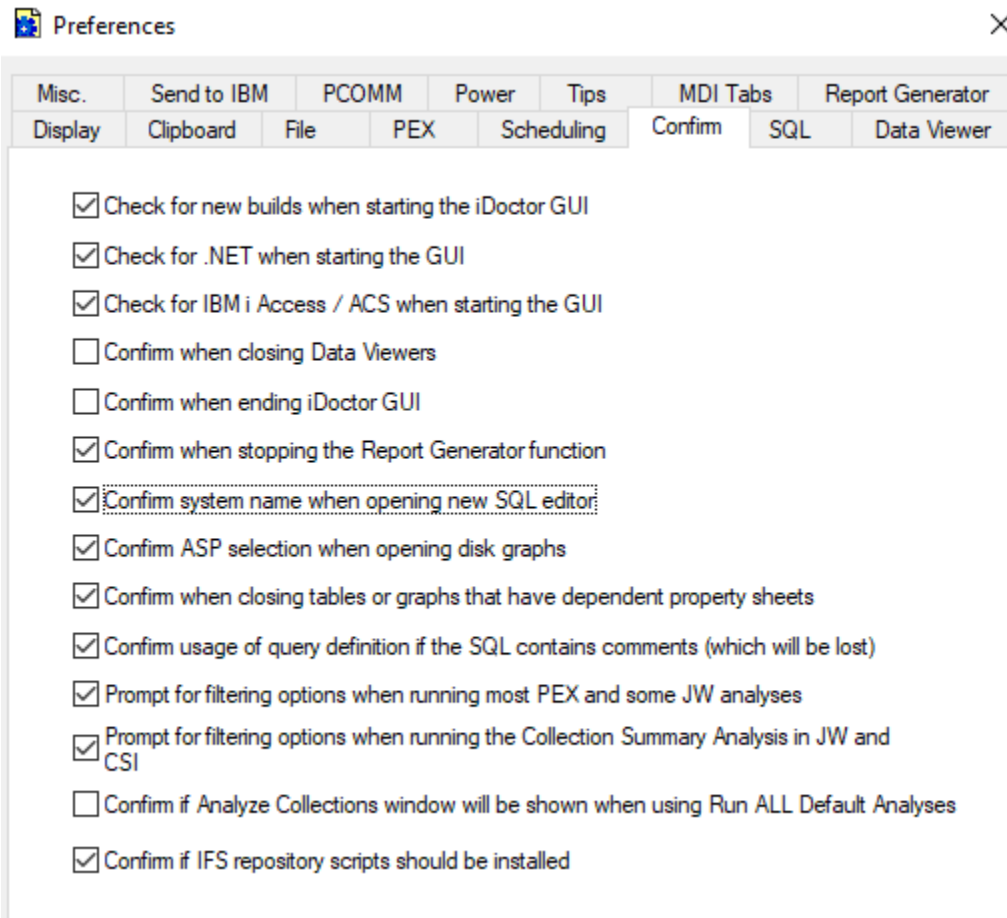 Preferences
Misc. Send to IBM PCOMM Power Tips MDI Tabs Report Generator
Display Clipboard File PEX Scheduling Confirm SQL Data Viewer
Check for new builds when starting the iDoctor GUI
Check for .NET when starting the GUI
Check for IBM i Access / ACS when starting the GUI
Confirm when closing Data Viewers
Confirm when ending iDoctor GUI
Confirm when stopping the Report Generator function
Confirm system name when opening new SQL editor
Confirm ASP selection when opening disk graphs
Confirm when closing tables or graphs that have dependent property sheets
Confirm usage of query definition if the SQL contains comments (which will be lost)
Prompt for filtering options when running most PEX and some JW analyses
Prompt for filtering options when running the Collection Summary Analysis in JW and
CSI
Confirm if Analyze Collections window will be shown when using Run ALL Default Analyses
Confirm if IFS repository scripts should be installed